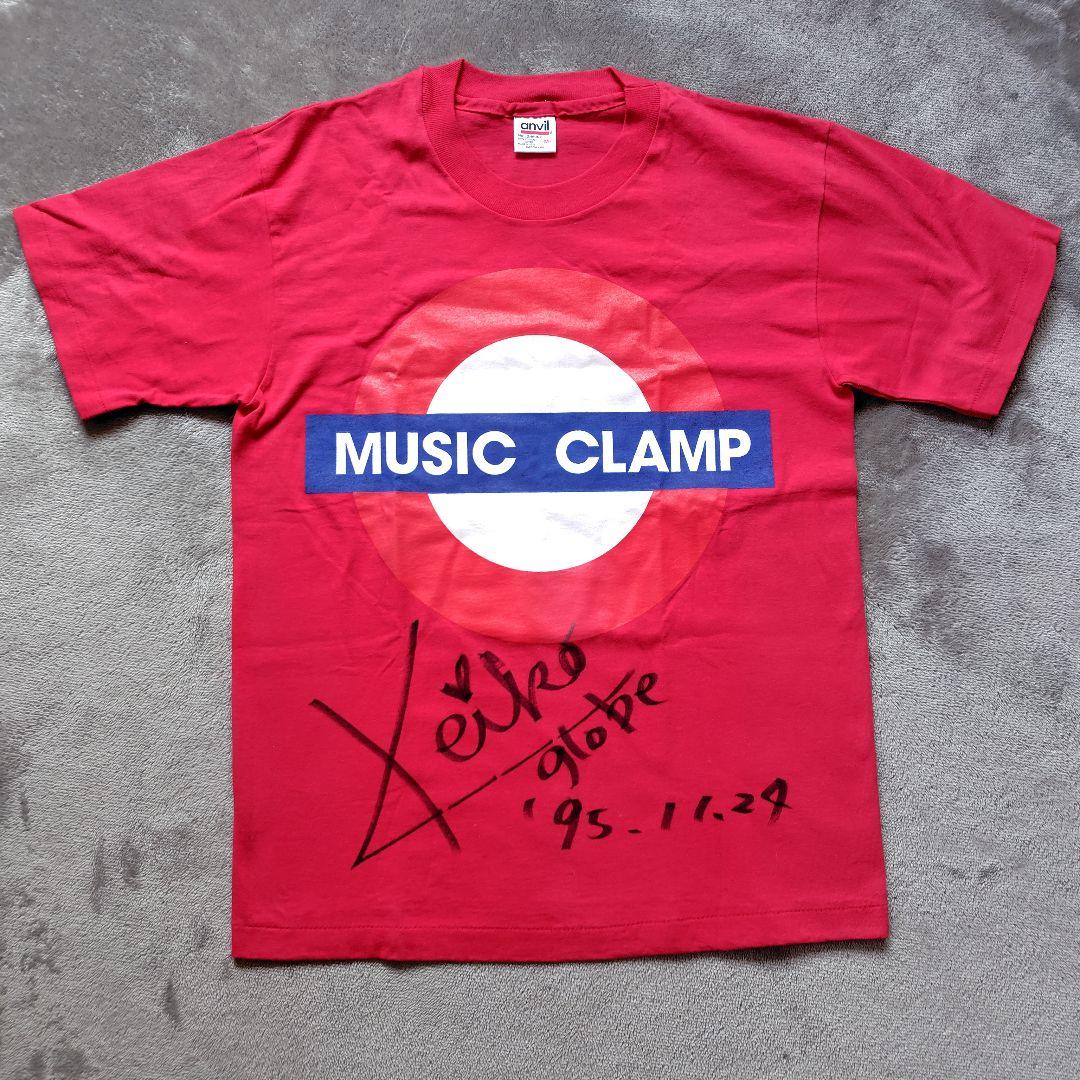 anvil
MUSIC CLAMP
Keiko
globe
'95.11.24